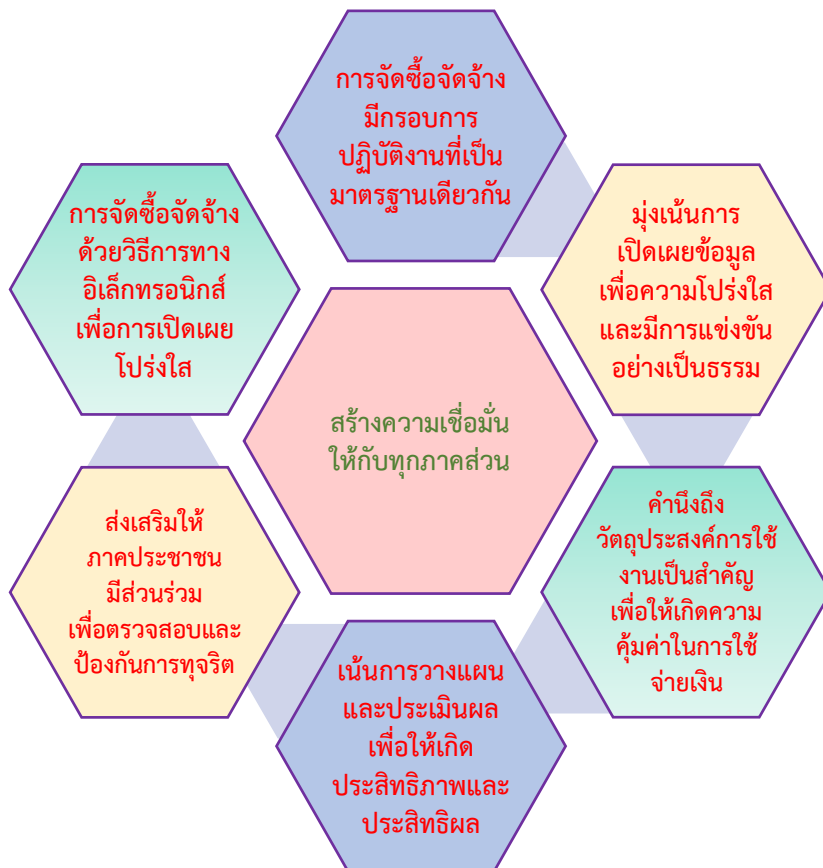 การจัดซื้อจัดจ้าง
มีกรอบการ
ปฏิบัติงานที่เป็น
มาตรฐานเดียวกัน
มุ่งเน้นการ
เปิดเผยข้อมูล
เพื่อความโปร่งใส
และมีการแข่งขัน
อย่างเป็นธรรม
คำนึงถึง
วัตถุประสงค์การใช้
งานเป็นสำคัญ
เพื่อให้เกิดความ
คุ้มค่าในการใช้
จ่ายเงิน
เน้นการวางแผน
และประเมินผล
เพื่อให้เกิด
ประสิทธิภาพและ
ประสิทธิผล
ส่งเสริมให้
ภาคประชาชน
มีส่วนร่วม
เพื่อตรวจสอบและ
ป้องกันการทุจริต
การจัดซื้อจัดจ้าง
ด้วยวิธีการทาง
อิเล็กทรอนิกส์
เพื่อการเปิดเผย
โปร่งใส
สร้างความเชื่อมั่น
ให้กับทุกภาคส่วน